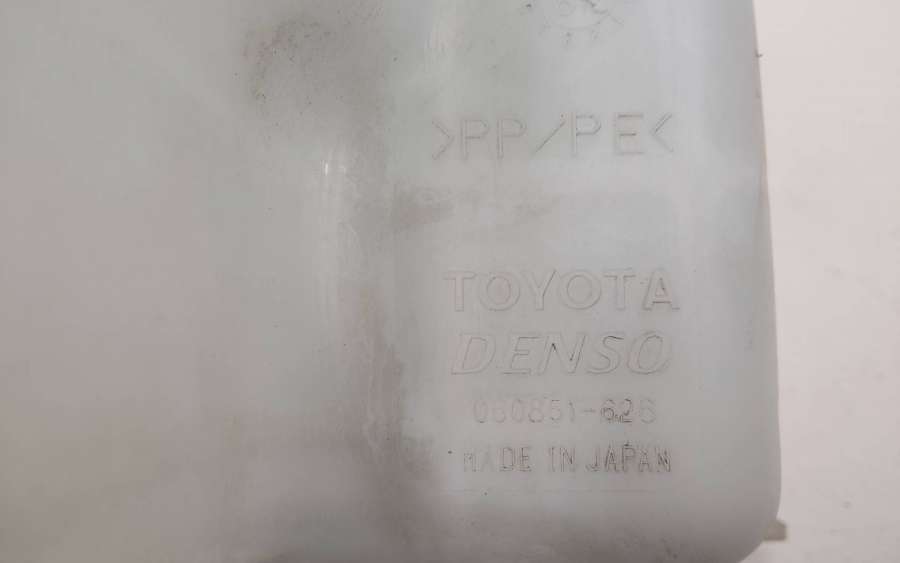 >PP/PE<
TOYOTA
DENSO
060851-626
MADE IN JAPAN